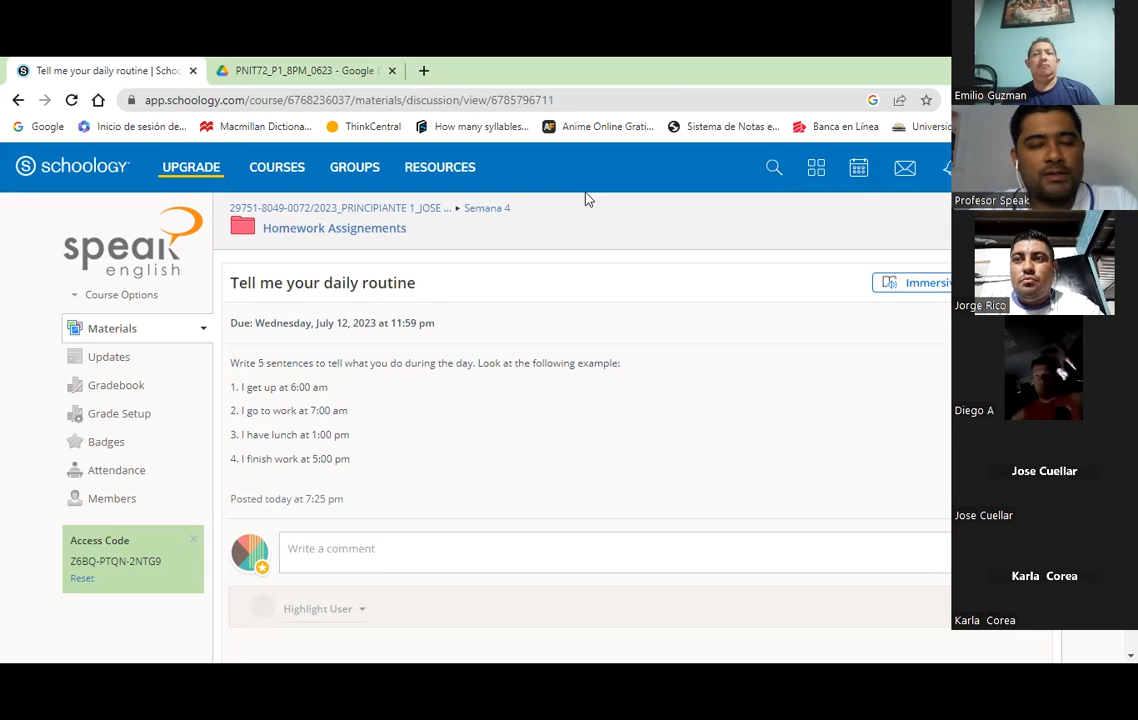 Tell me your daily routine | Schoo
PNIT72_P1_8PM_0623 - Google
app.schoology.com/course/6768236037/materials/discussion/view/6785796711
Google
Inicio de sesión de...
Macmillan Dictiona...
ThinkCentral
How many syllables...
Anime Online Grati...
Sistema de Notas e...
Banca en Línea
Universid
schoology
UPGRADE
COURSES
GROUPS
RESOURCES
29751-8049-0072/2023_PRINCIPIANTE 1_JOSE ...
Semana 4
Homework Assignements
speak
english
Course Options
Materials
Updates
Gradebook
Grade Setup
Badges
Attendance
Members
Access Code
Z6BQ-PTQN-2NTG9
Reset
Tell me your daily routine
Immersiv
Due: Wednesday, July 12, 2023 at 11:59 pm
Write 5 sentences to tell what you do during the day. Look at the following example:
1. I get up at 6:00 am
2. I go to work at 7:00 am
3. I have lunch at 1:00 pm
4. I finish work at 5:00 pm
Posted today at 7:25 pm
Write a comment
Highlight User
Emilio Guzman
Profesor Speak
Jorge Rico
Diego A
Jose Cuellar
Jose Cuellar
Karla Corea
Karla Corea